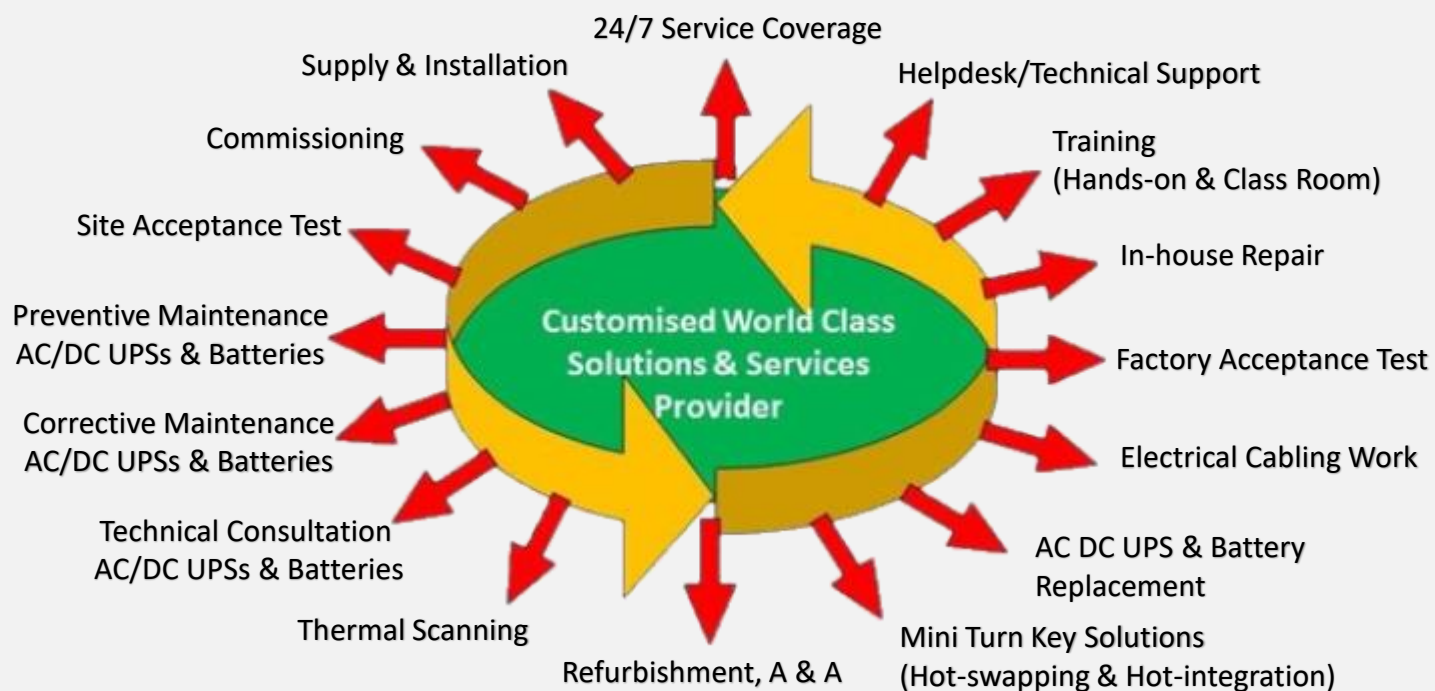 24/7 Service Coverage
Supply & Installation
Helpdesk/Technical Support
Commissioning
Training
(Hands-on & Class Room)
Site Acceptance Test
In-house Repair
Preventive Maintenance
AC/DC UPSs & Batteries
Customised World Class
Solutions & Services
Provider
Factory Acceptance Test
Corrective Maintenance
AC/DC UPSs & Batteries
Electrical Cabling Work
Technical Consultation
AC/DC UPSs & Batteries
AC DC UPS & Battery
Replacement
Thermal Scanning
Mini Turn Key Solutions
(Hot-swapping & Hot-integration)
Refurbishment, A & A